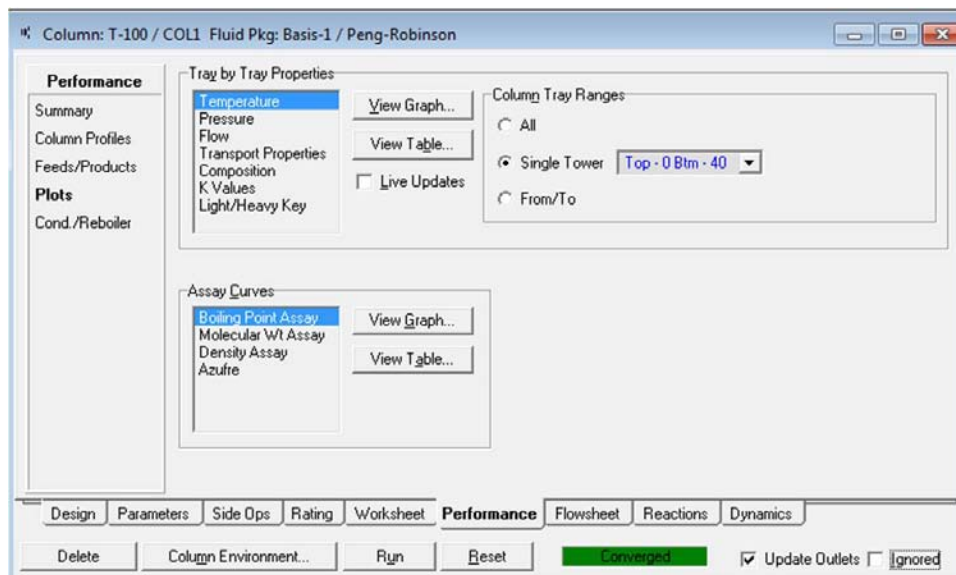 Column: T-100 / COL1 Fluid Pkg: Basis-1 / Peng-Robinson
Performance
Summary
Column Profiles
Feeds/Products
Plots
Cond./Reboiler
Tray by Tray Properties
Temperature
Pressure
Flow
Transport Properties
Composition
K Values
Light/Heavy Key
View Graph...
View Table...
Live Updates
Column Tray Ranges
All
Single Tower Top - 0 Btm - 40
From/To
Assay Curves
Boiling Point Assay
Molecular Wt Assay
Density Assay
Azufre
View Graph...
View Table...
Design Parameters Side Ops Rating Worksheet Performance Flowsheet Reactions Dynamics
Delete Column Environment... Run Reset Converged Update Outlets Ignored